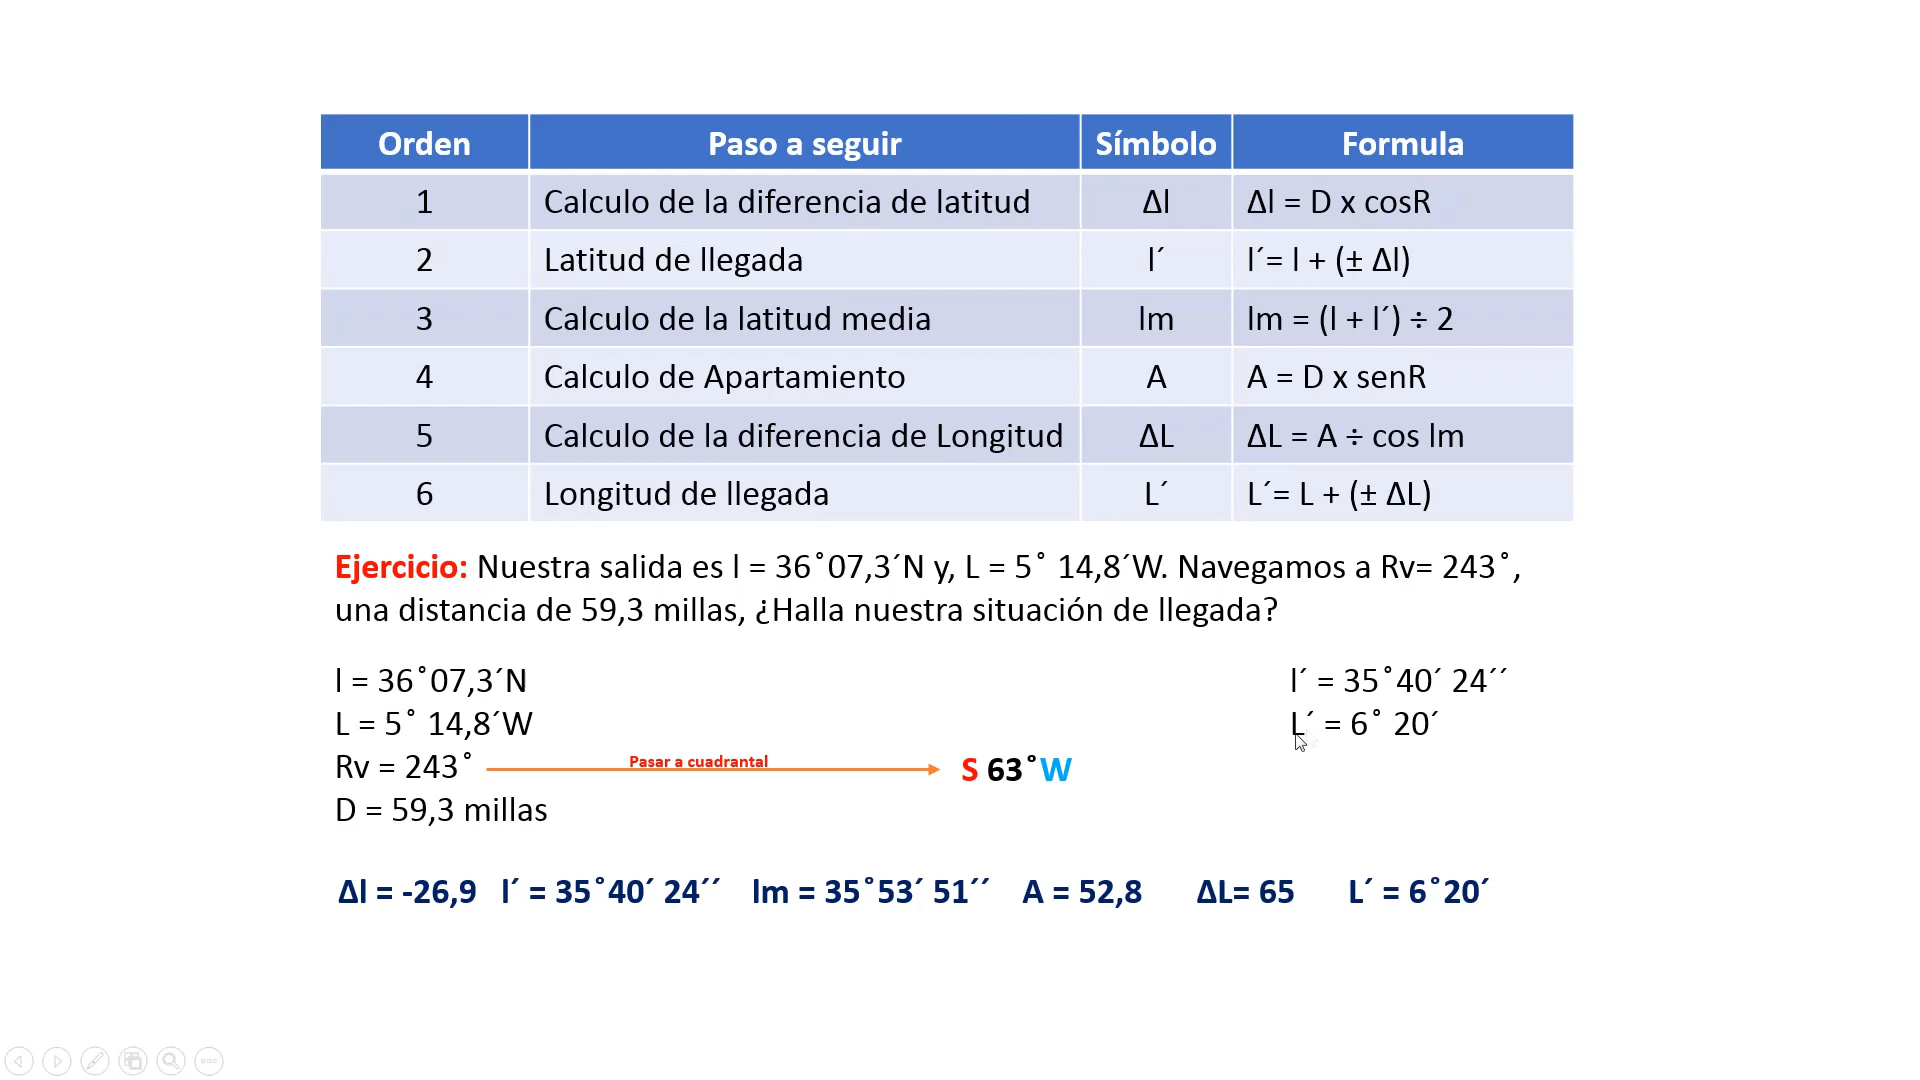 Orden Paso a seguir Símbolo Formula
1 Calculo de la diferencia de latitud Δl Δl = D x cosR
2 Latitud de llegada l´ l´= l + (± Δl)
3 Calculo de la latitud media lm lm = (l + l´) ÷ 2
4 Calculo de Apartamiento A A = D x senR
5 Calculo de la diferencia de Longitud ΔL ΔL = A ÷ cos lm
6 Longitud de llegada L´ L´= L + (± ΔL)
Ejercicio: Nuestra salida es l = 36˚07,3´N y, L = 5˚ 14,8´W. Navegamos a Rv= 243˚,
una distancia de 59,3 millas, ¿Halla nuestra situación de llegada?
l = 36˚07,3´N l´ = 35˚40´ 24´´
L = 5˚ 14,8´W L´ = 6˚ 20´
Rv = 243˚ Pasar a cuadrantal S 63˚W
D = 59,3 millas
Δl = -26,9 l´ = 35˚40´ 24´´ lm = 35˚53´ 51´´ A = 52,8 ΔL= 65 L´ = 6˚20´